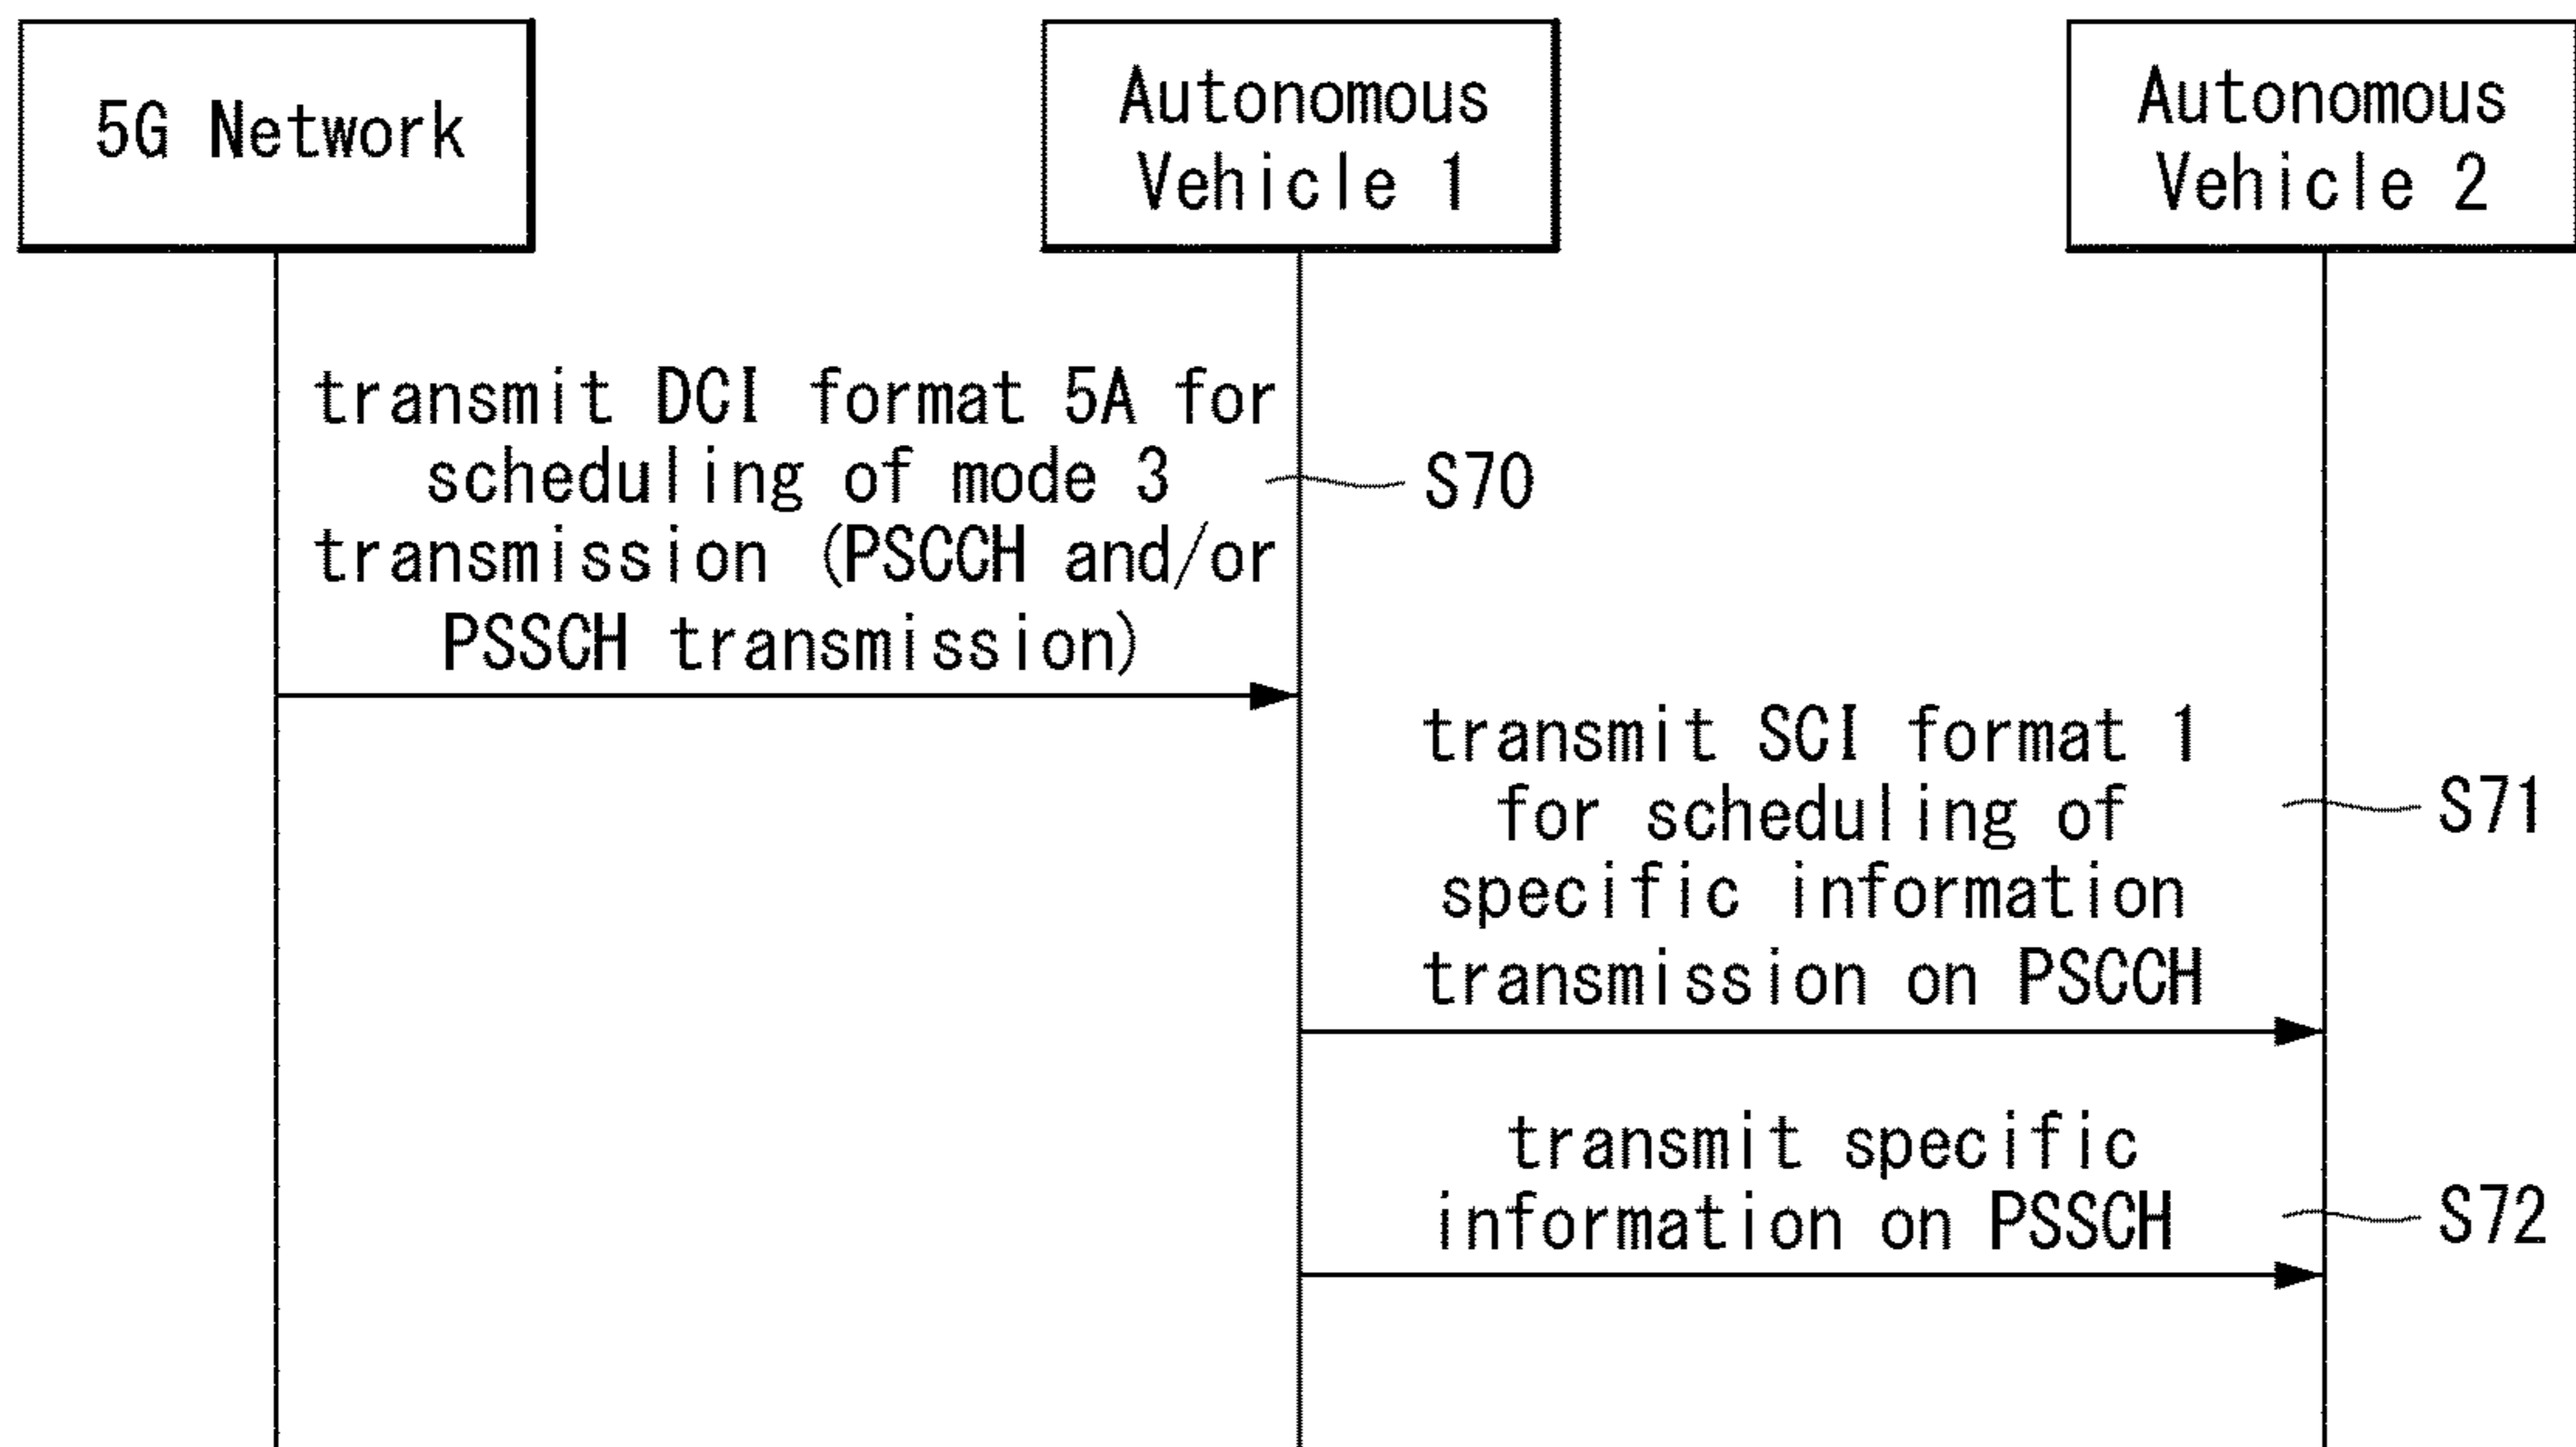 5G Network
Autonomous
Vehicle 1
Autonomous
Vehicle 2
transmit DCI format 5A for
scheduling of mode 3
transmission (PSCCH and/or
PSSCH transmission)
S70
transmit SCI format 1
for scheduling of
specific information
transmission on PSCCH
S71
transmit specific
information on PSSCH
S72